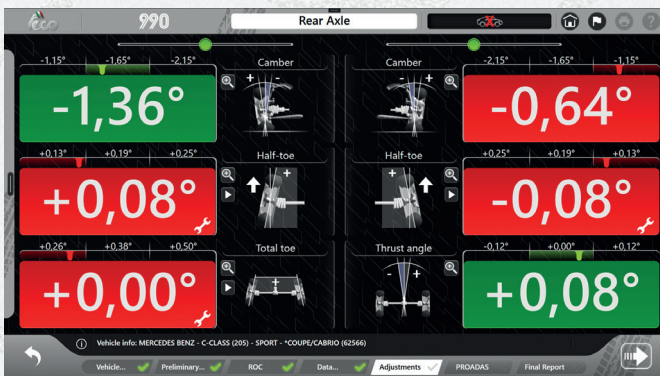 eco 990 Rear Axle
-1,15° -1,65° -2,15° Camber Camber -2,15° -1,65° -1,15°
-1,36° -0,64°
+0,13° +0,19° +0,25° Half-toe Half-toe +0,25° +0,19° +0,13°
+0,08° -0,08°
+0,26° +0,38° +0,50° Total toe Thrust angle -0,12° +0,00° +0,12°
+0,00° +0,08°
Vehicle info: MERCEDES BENZ - C-CLASS (205) - SPORT - *COUPE/CABRIO (62566)
Vehicle... Preliminary... ROC Data... Adjustments PROADAS Final Report